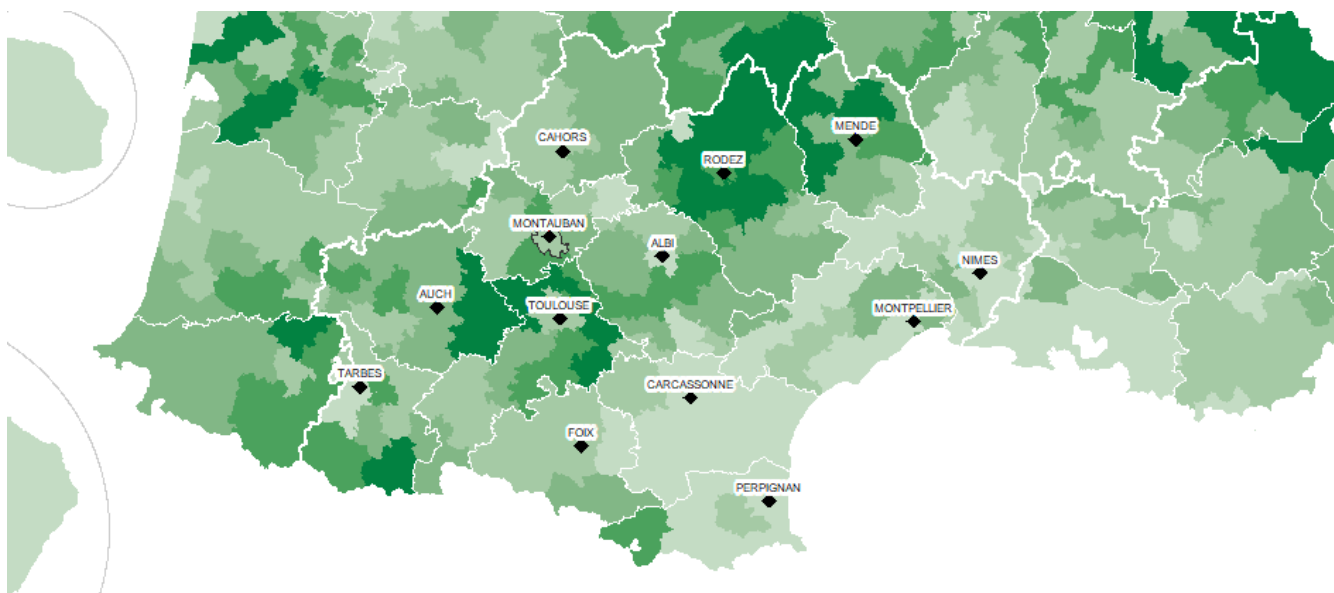 MENDE
CAHORS
RODEZ
MONTAUBAN
ALBI
NIMES
AUCH
TOULOUSE
MONTPELLIER
TARBES
CARCASSONNE
FOIX
PERPIGNAN